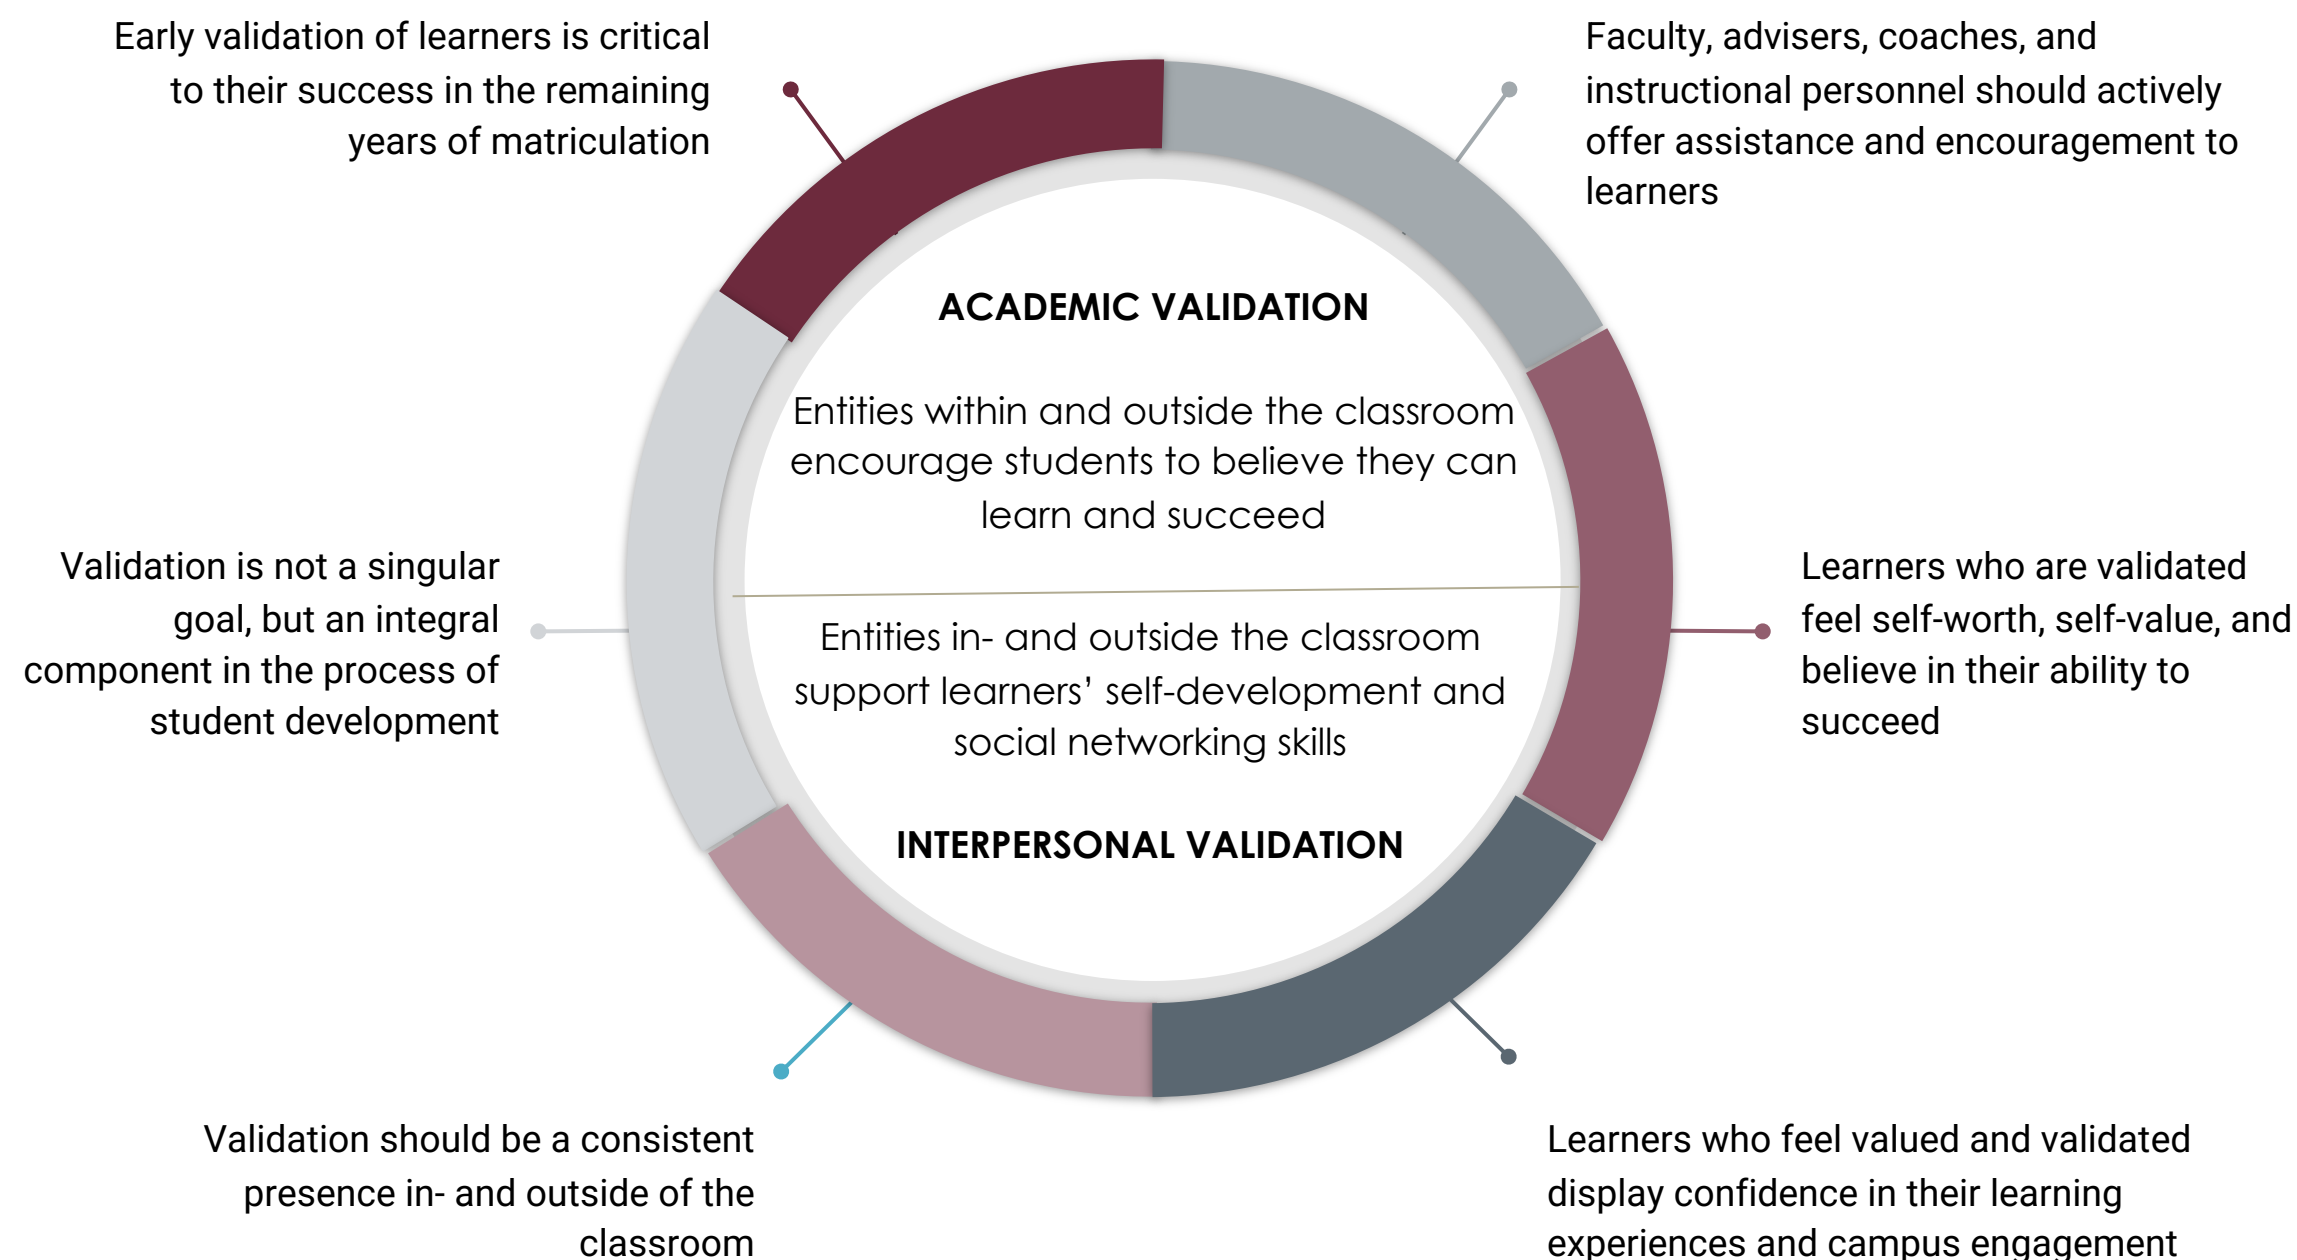 Early validation of learners is critical
to their success in the remaining
years of matriculation
Faculty, advisers, coaches, and
instructional personnel should actively
offer assistance and encouragement to
learners
ACADEMIC VALIDATION
Entities within and outside the classroom
encourage students to believe they can
learn and succeed
Validation is not a singular
goal, but an integral
component in the process of
student development
Entities in- and outside the classroom
support learners’ self-development and
social networking skills
INTERPERSONAL VALIDATION
Learners who are validated
feel self-worth, self-value, and
believe in their ability to
succeed
Validation should be a consistent
presence in- and outside of the
classroom
Learners who feel valued and validated
display confidence in their learning
experiences and campus engagement